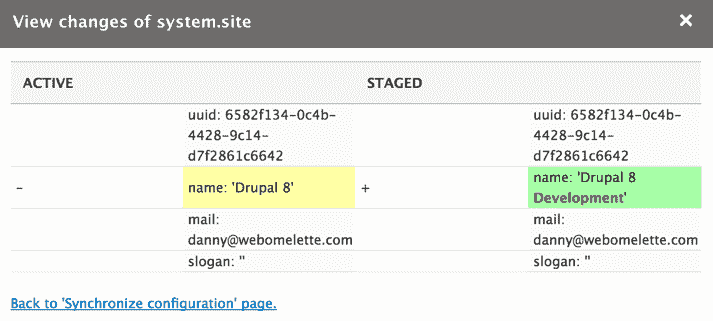 View changes of system.site ×
ACTIVE STAGED
uuid: 6582f134-0c4b- uuid: 6582f134-0c4b-
4428-9c14- 4428-9c14-
d7f2861c6642 d7f2861c6642
- name: 'Drupal 8' + name: 'Drupal 8
Development'
mail: mail:
danny@webomelette.com danny@webomelette.com
slogan: '' slogan: ''
Back to 'Synchronize configuration' page.